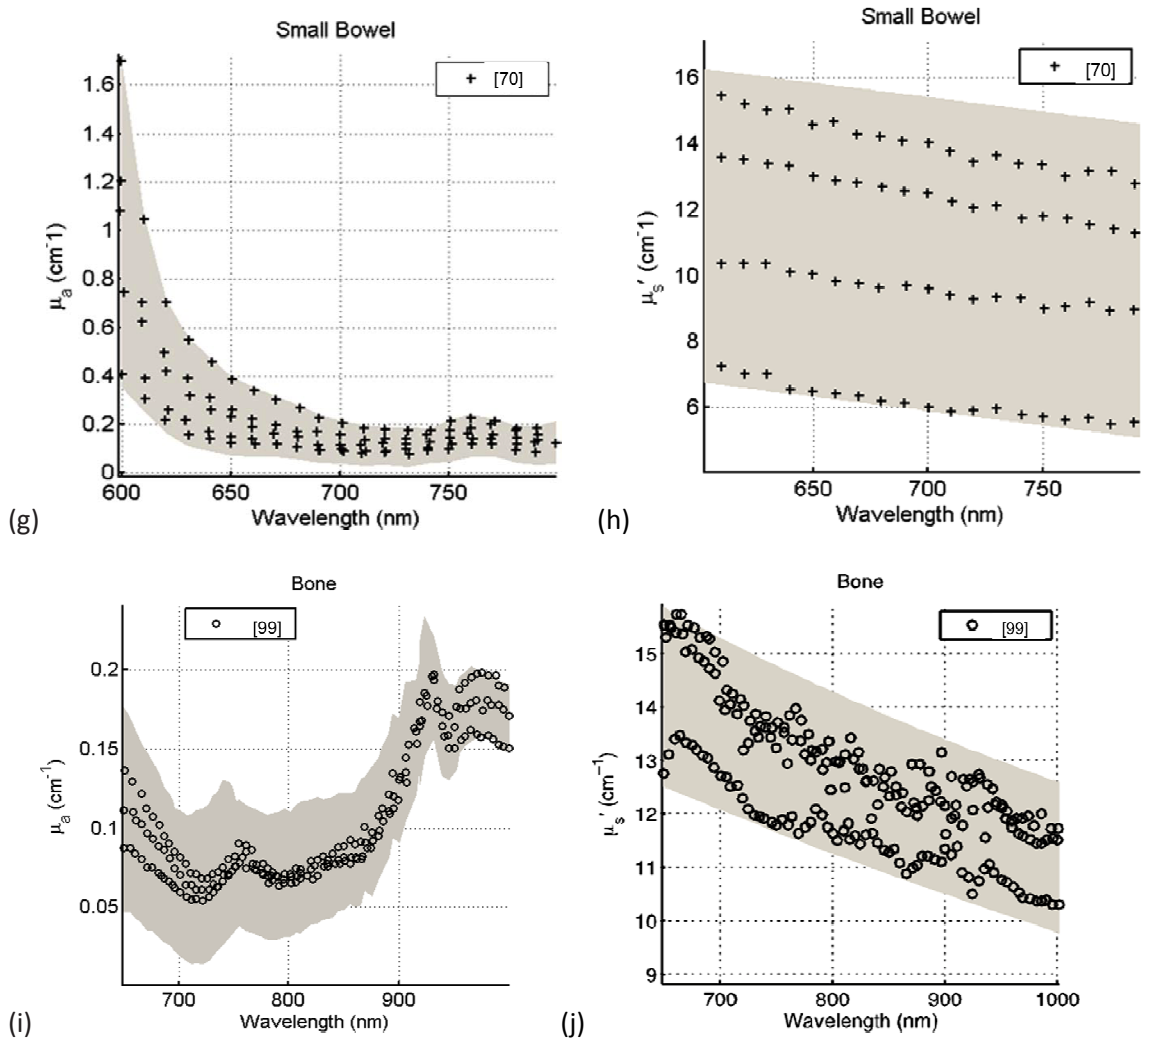 Small Bowel
[70]
1.6
1.4
1.2
1
0.8
0.6
0.4
0.2
0
600 650 700 750
μa (cm-1)
Wavelength (nm)
(g)
Small Bowel
[70]
16
14
12
10
8
6
650 700 750
μs′ (cm-1)
Wavelength (nm)
(h)
Bone
[99]
0.2
0.15
0.1
0.05
700 800 900
μa (cm-1)
Wavelength (nm)
(i)
Bone
[99]
15
14
13
12
11
10
9
700 800 900 1000
μs′ (cm−1)
Wavelength (nm)
(j)